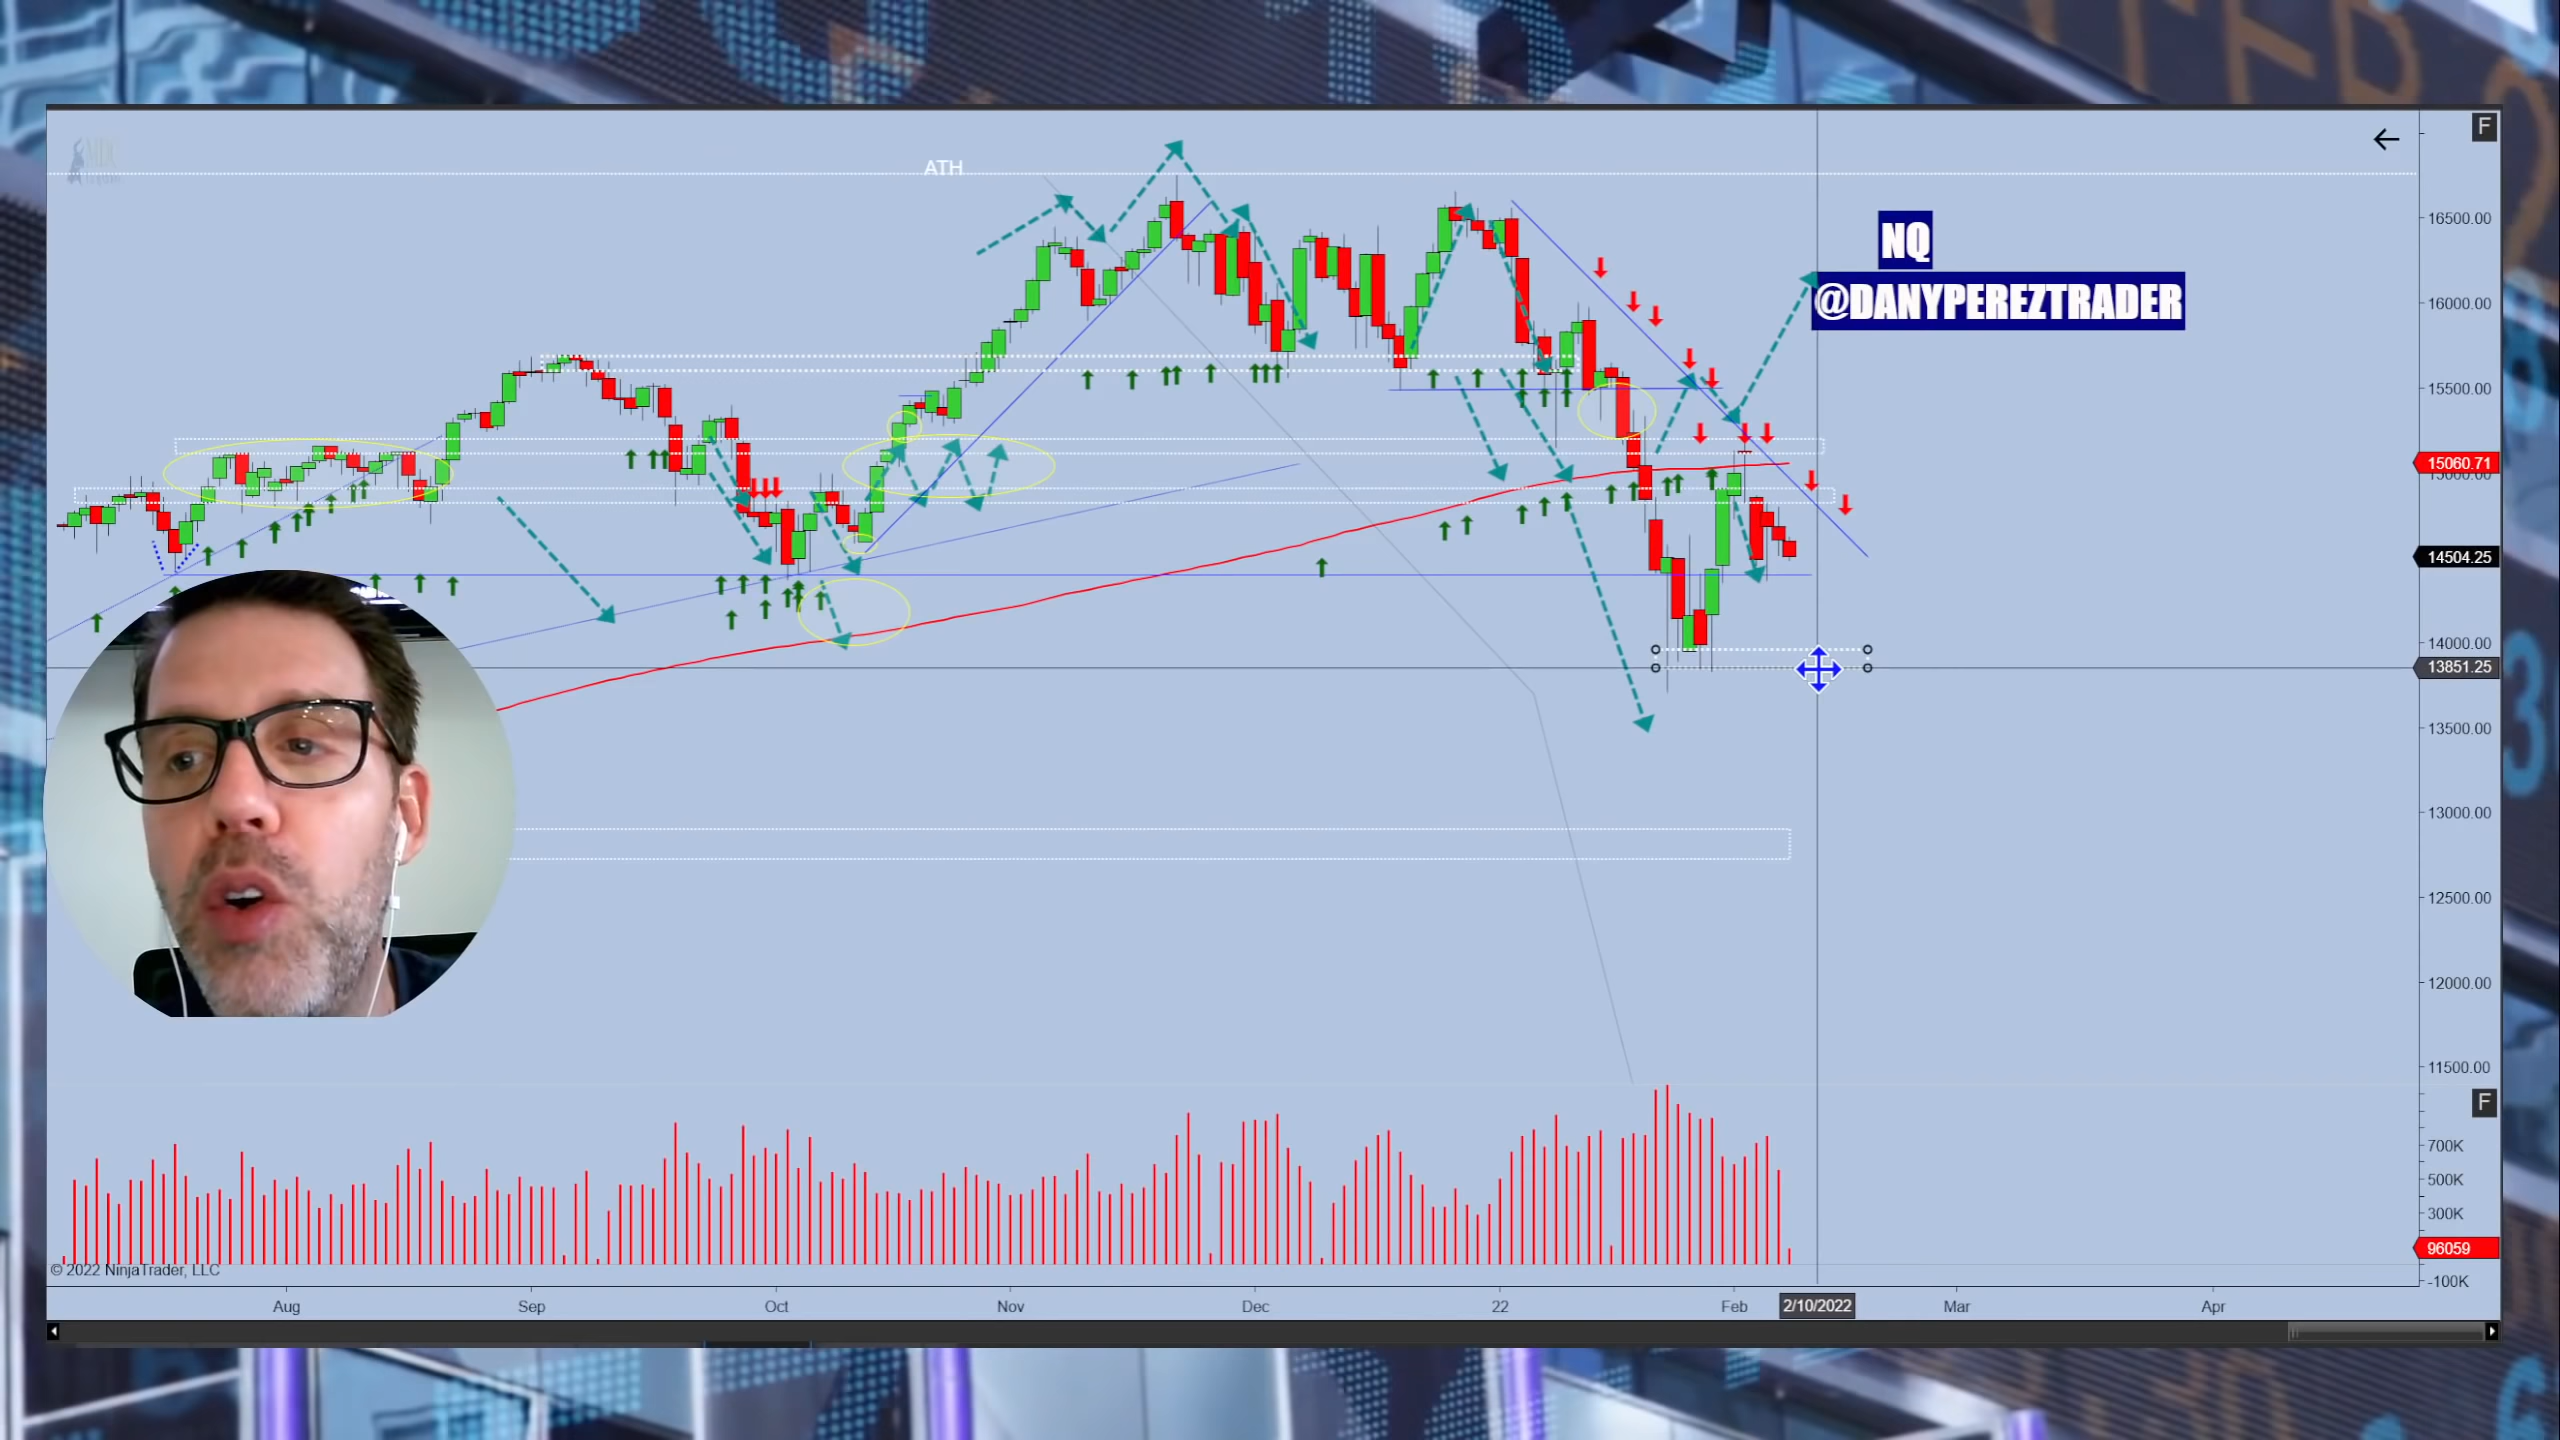 F
ATH
16500.00
NQ
16000.00
@DANYPEREZTRADER
15500.00
15060.71
14504.25
14000.00
13851.25
13500.00
13000.00
12500.00
12000.00
11500.00
F
700K
500K
300K
96059
© 2022 NinjaTrader, LLC
-100K
Aug Sep Oct Nov Dec 22 Feb 2/10/2022 Mar Apr